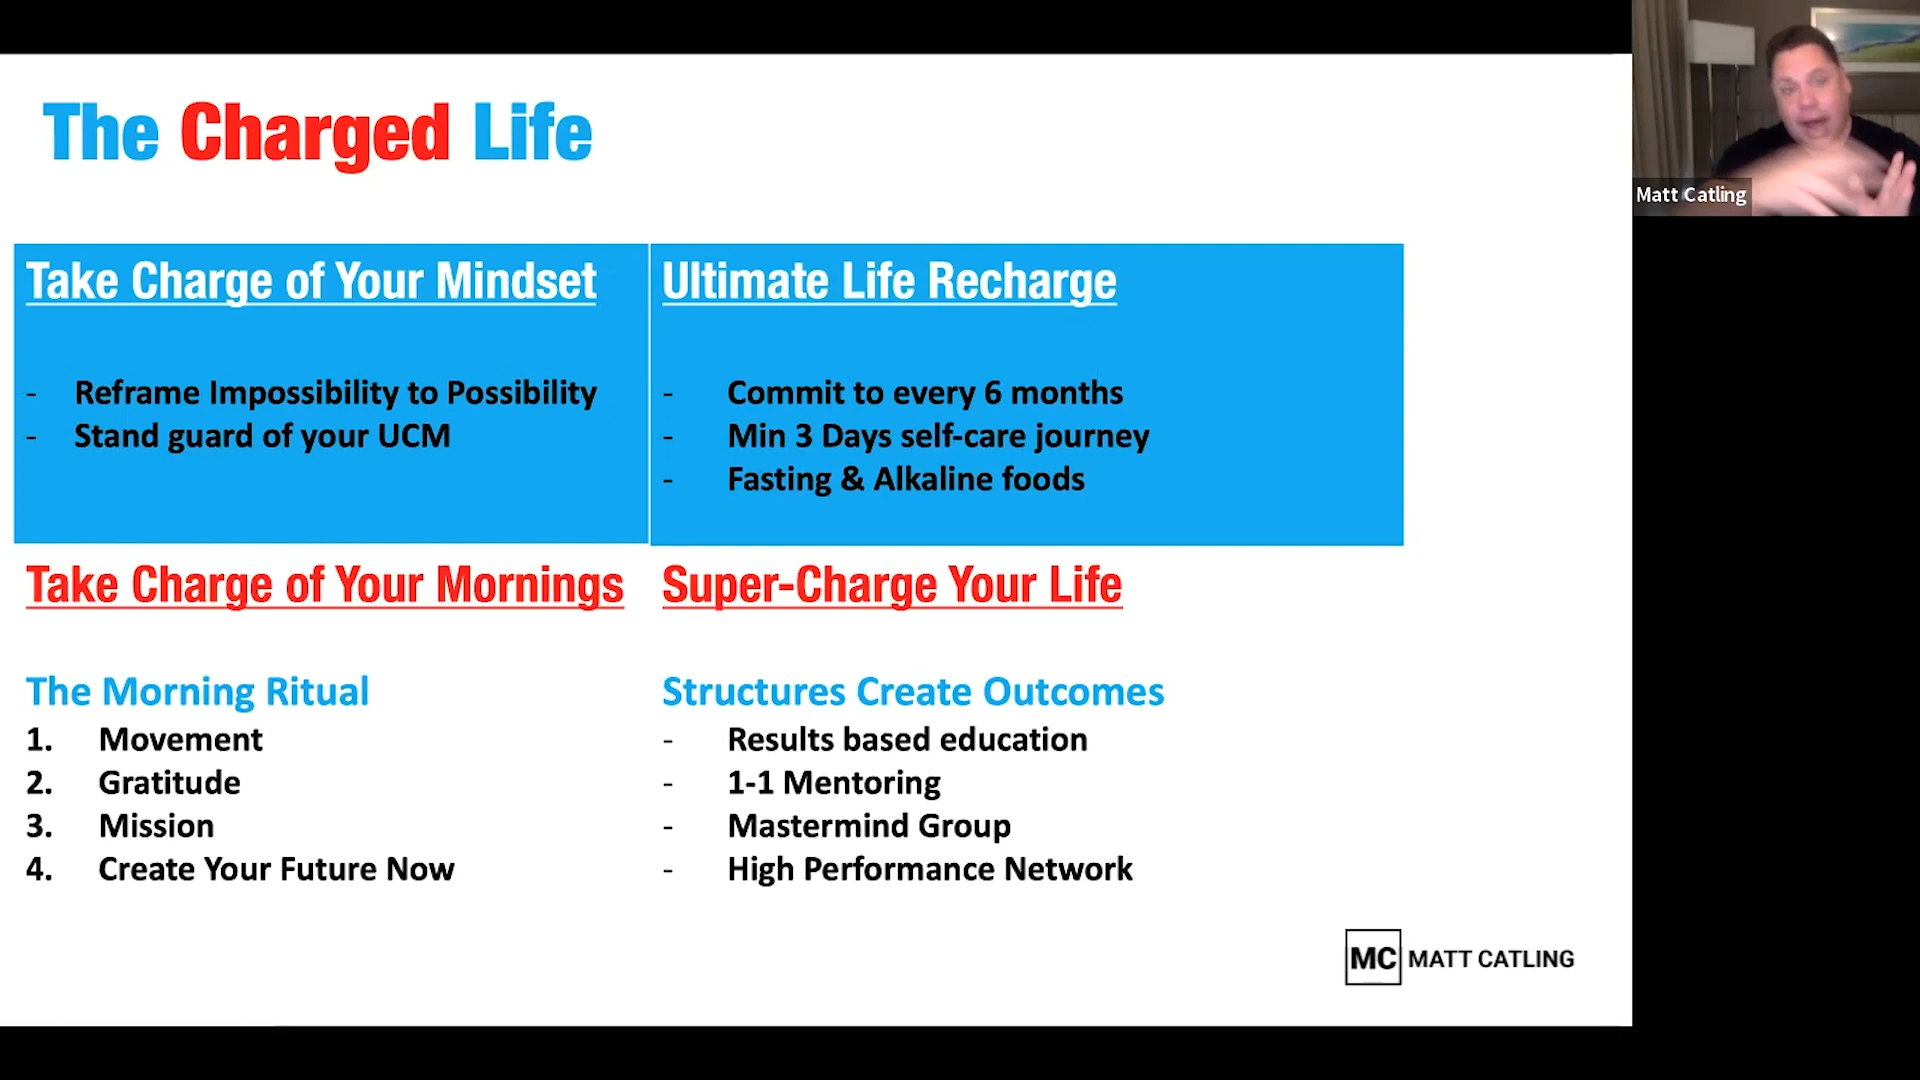 The Charged Life
Matt Catling
Take Charge of Your Mindset
- Reframe Impossibility to Possibility
- Stand guard of your UCM
Ultimate Life Recharge
- Commit to every 6 months
- Min 3 Days self-care journey
- Fasting & Alkaline foods
Take Charge of Your Mornings
The Morning Ritual
1. Movement
2. Gratitude
3. Mission
4. Create Your Future Now
Super-Charge Your Life
Structures Create Outcomes
- Results based education
- 1-1 Mentoring
- Mastermind Group
- High Performance Network
MC MATT CATLING